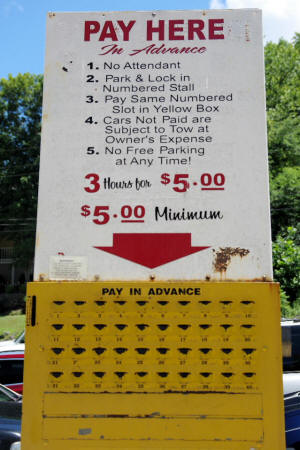 PAY HERE
In Advance
1. No Attendant
2. Park & Lock in
Numbered Stall
3. Pay Same Numbered
Slot in Yellow Box
4. Cars Not Paid are
Subject to Tow at
Owner's Expense
5. No Free Parking
at Any Time!
3 Hours for $5.00
$5.00 Minimum
PAY IN ADVANCE